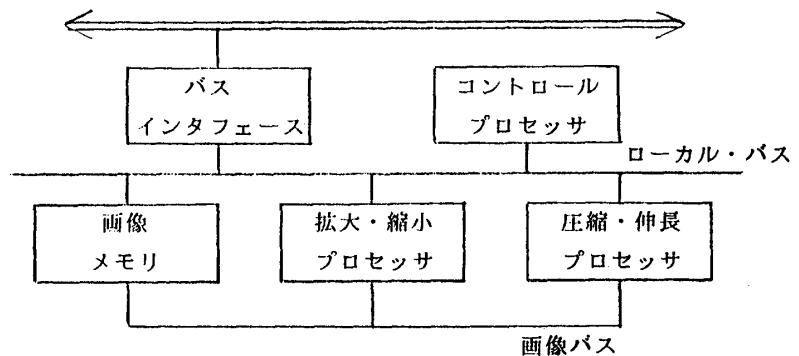 バス
インタフェース
コントロール
プロセッサ
ローカル・バス
画像
メモリ
拡大・縮小
プロセッサ
圧縮・伸長
プロセッサ
画像バス